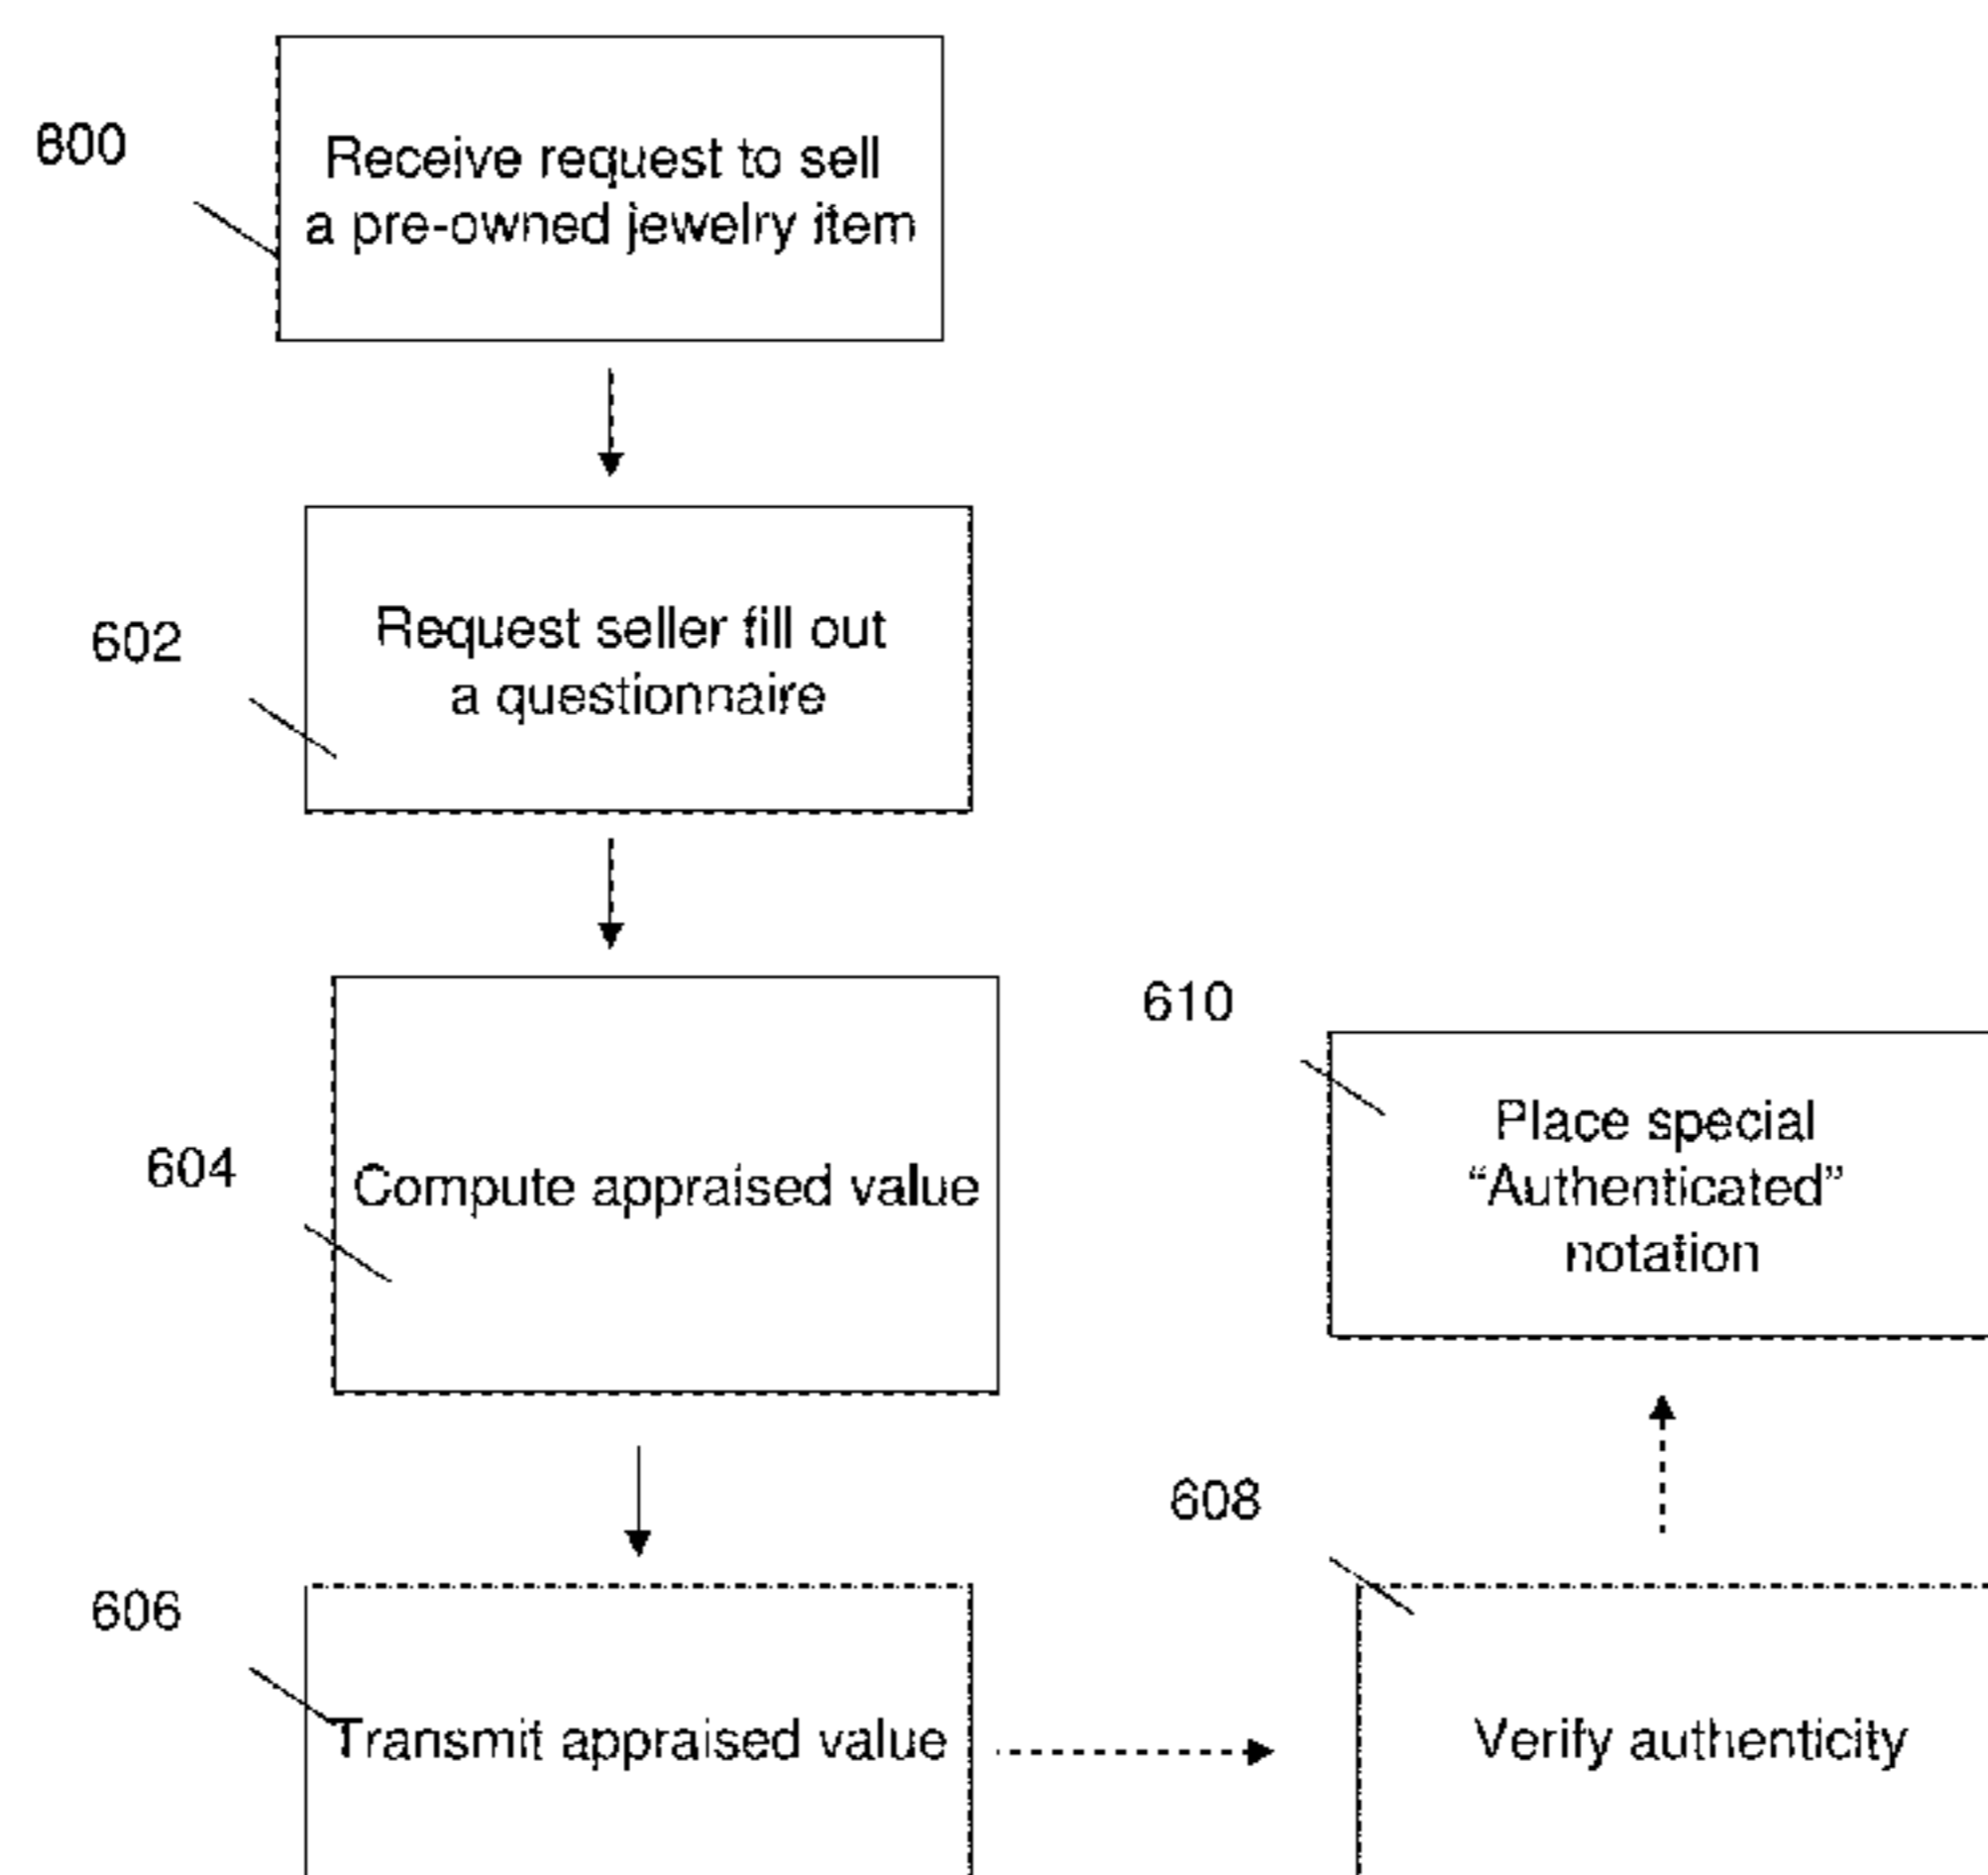 600
Receive request to sell
a pre-owned jewelry item
602
Request seller fill out
a questionnaire
604
Compute appraised value
606
Transmit appraised value
608
Verify authenticity
610
Place special
“Authenticated”
notation